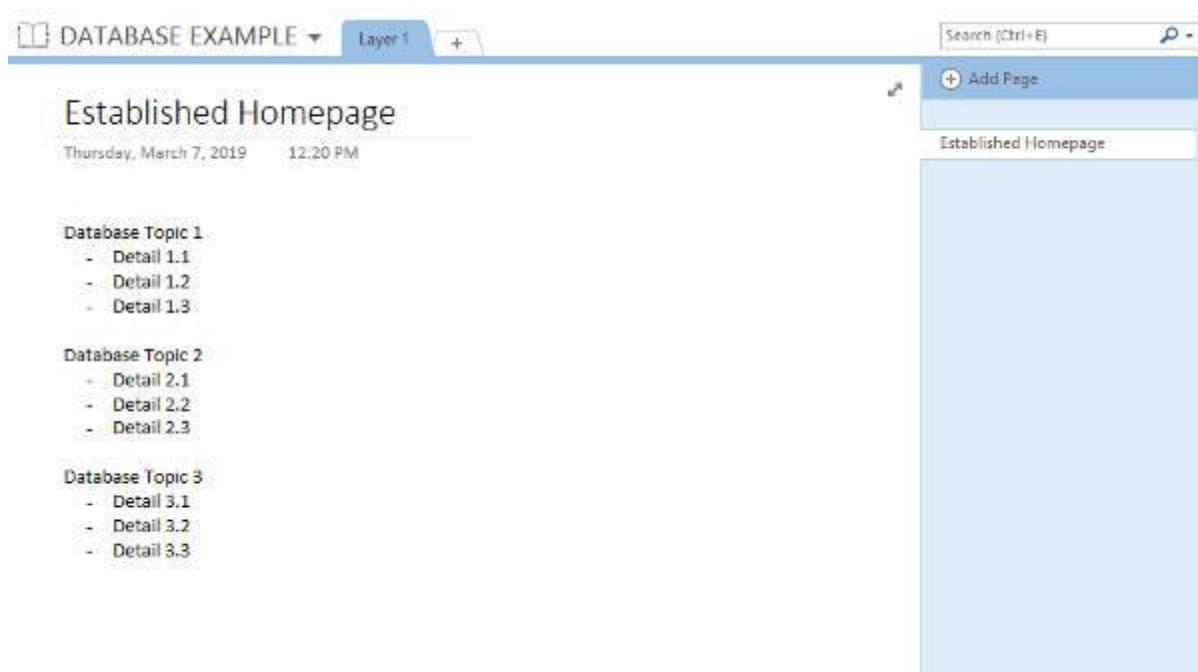 DATABASE EXAMPLE
Layer 1
+
Search (Ctrl+E)
+ Add Page
Established Homepage
Established Homepage
Thursday, March 7, 2019 12:20 PM
Database Topic 1
- Detail 1.1
- Detail 1.2
- Detail 1.3
Database Topic 2
- Detail 2.1
- Detail 2.2
- Detail 2.3
Database Topic 3
- Detail 3.1
- Detail 3.2
- Detail 3.3